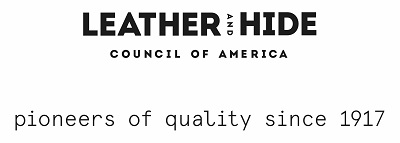 LEATHER AND HIDE
COUNCIL OF AMERICA
pioneers of quality since 1917